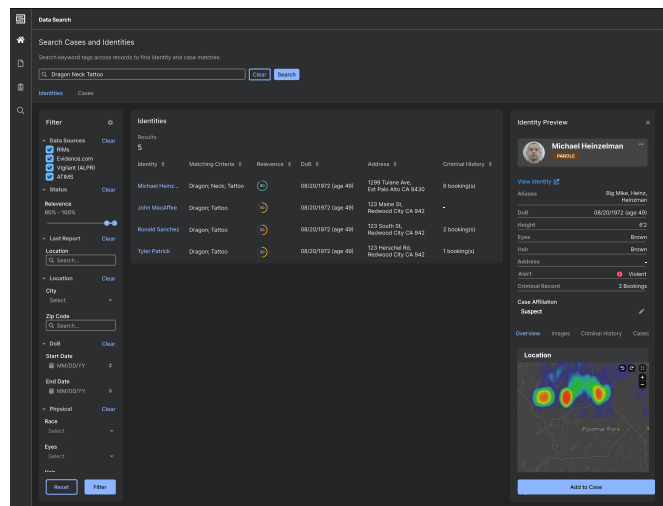 Data Search
Search Cases and Identities
Search keyword tags across records to find identity and case matches.
Dragon Neck Tattoo
Clear
Search
Identities
Cases
Filter
Data Sources
Clear
RIMs
Evidence.com
Vigilant (ALPR)
ATIMS
Status
Clear
Relevence
60% - 100%
Last Report
Clear
Location
Search...
Location
Clear
City
Select
Zip Code
Search...
DoB
Clear
Start Date
MM/DD/YY
End Date
MM/DD/YY
Physical
Clear
Race
Select
Eyes
Select
Reset
Filter
Identities
Results
5
Identity
Matching Criteria
Relevence
DoB
Address
Criminal History
Michael Heinz...
Dragon; Neck; Tattoo
90
08/20/1972 (age 49)
1299 Tulane Ave,
Est Palo Alto CA 9430
6 booking(s)
John MacAffee
Dragon; Tattoo
08/20/1972 (age 49)
123 Maine St,
Redwood City CA 942
-
Ronald Sanchez
Dragon; Tattoo
08/20/1972 (age 49)
123 South St,
Redwood City CA 942
2 booking(s)
Tyler Patrick
Dragon; Tattoo
08/20/1972 (age 49)
123 Herschel Rd,
Redwood City CA 942
1 booking(s)
Identity Preview
Michael Heinzelman
PAROLE
View Identity
Aliases
Big Mike, Heinz,
Heinzman
DoB
08/20/1972 (age 49)
Height
6'2
Eyes
Brown
Hair
Brown
Address
-
Alert
Violent
Criminal Record
3 Bookings
Case Affiliation
Suspect
Overview
Images
Criminal History
Cases
Location
Palomar Park
Add to Case